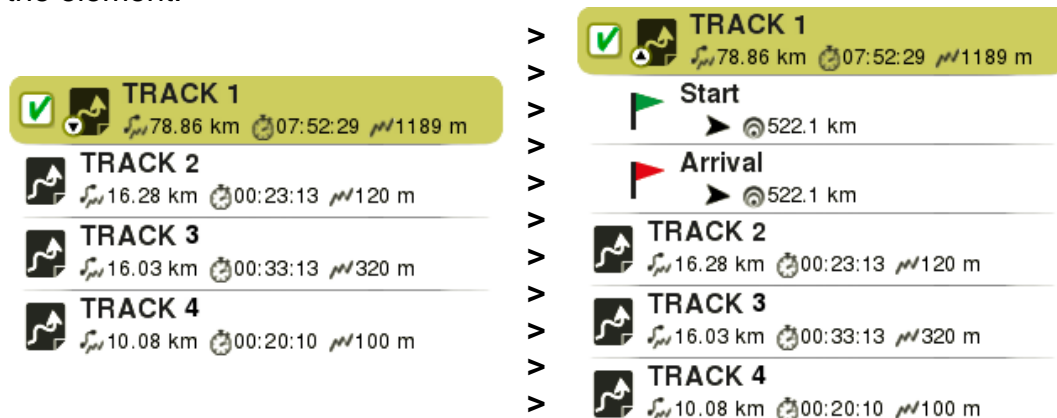 the element.
TRACK 1
78.86 km 07:52:29 1189 m
TRACK 2
16.28 km 00:23:13 120 m
TRACK 3
16.03 km 00:33:13 320 m
TRACK 4
10.08 km 00:20:10 100 m
>
>
>
>
>
>
>
>
>
>
>
TRACK 1
78.86 km 07:52:29 1189 m
Start
522.1 km
Arrival
522.1 km
TRACK 2
16.28 km 00:23:13 120 m
TRACK 3
16.03 km 00:33:13 320 m
TRACK 4
10.08 km 00:20:10 100 m